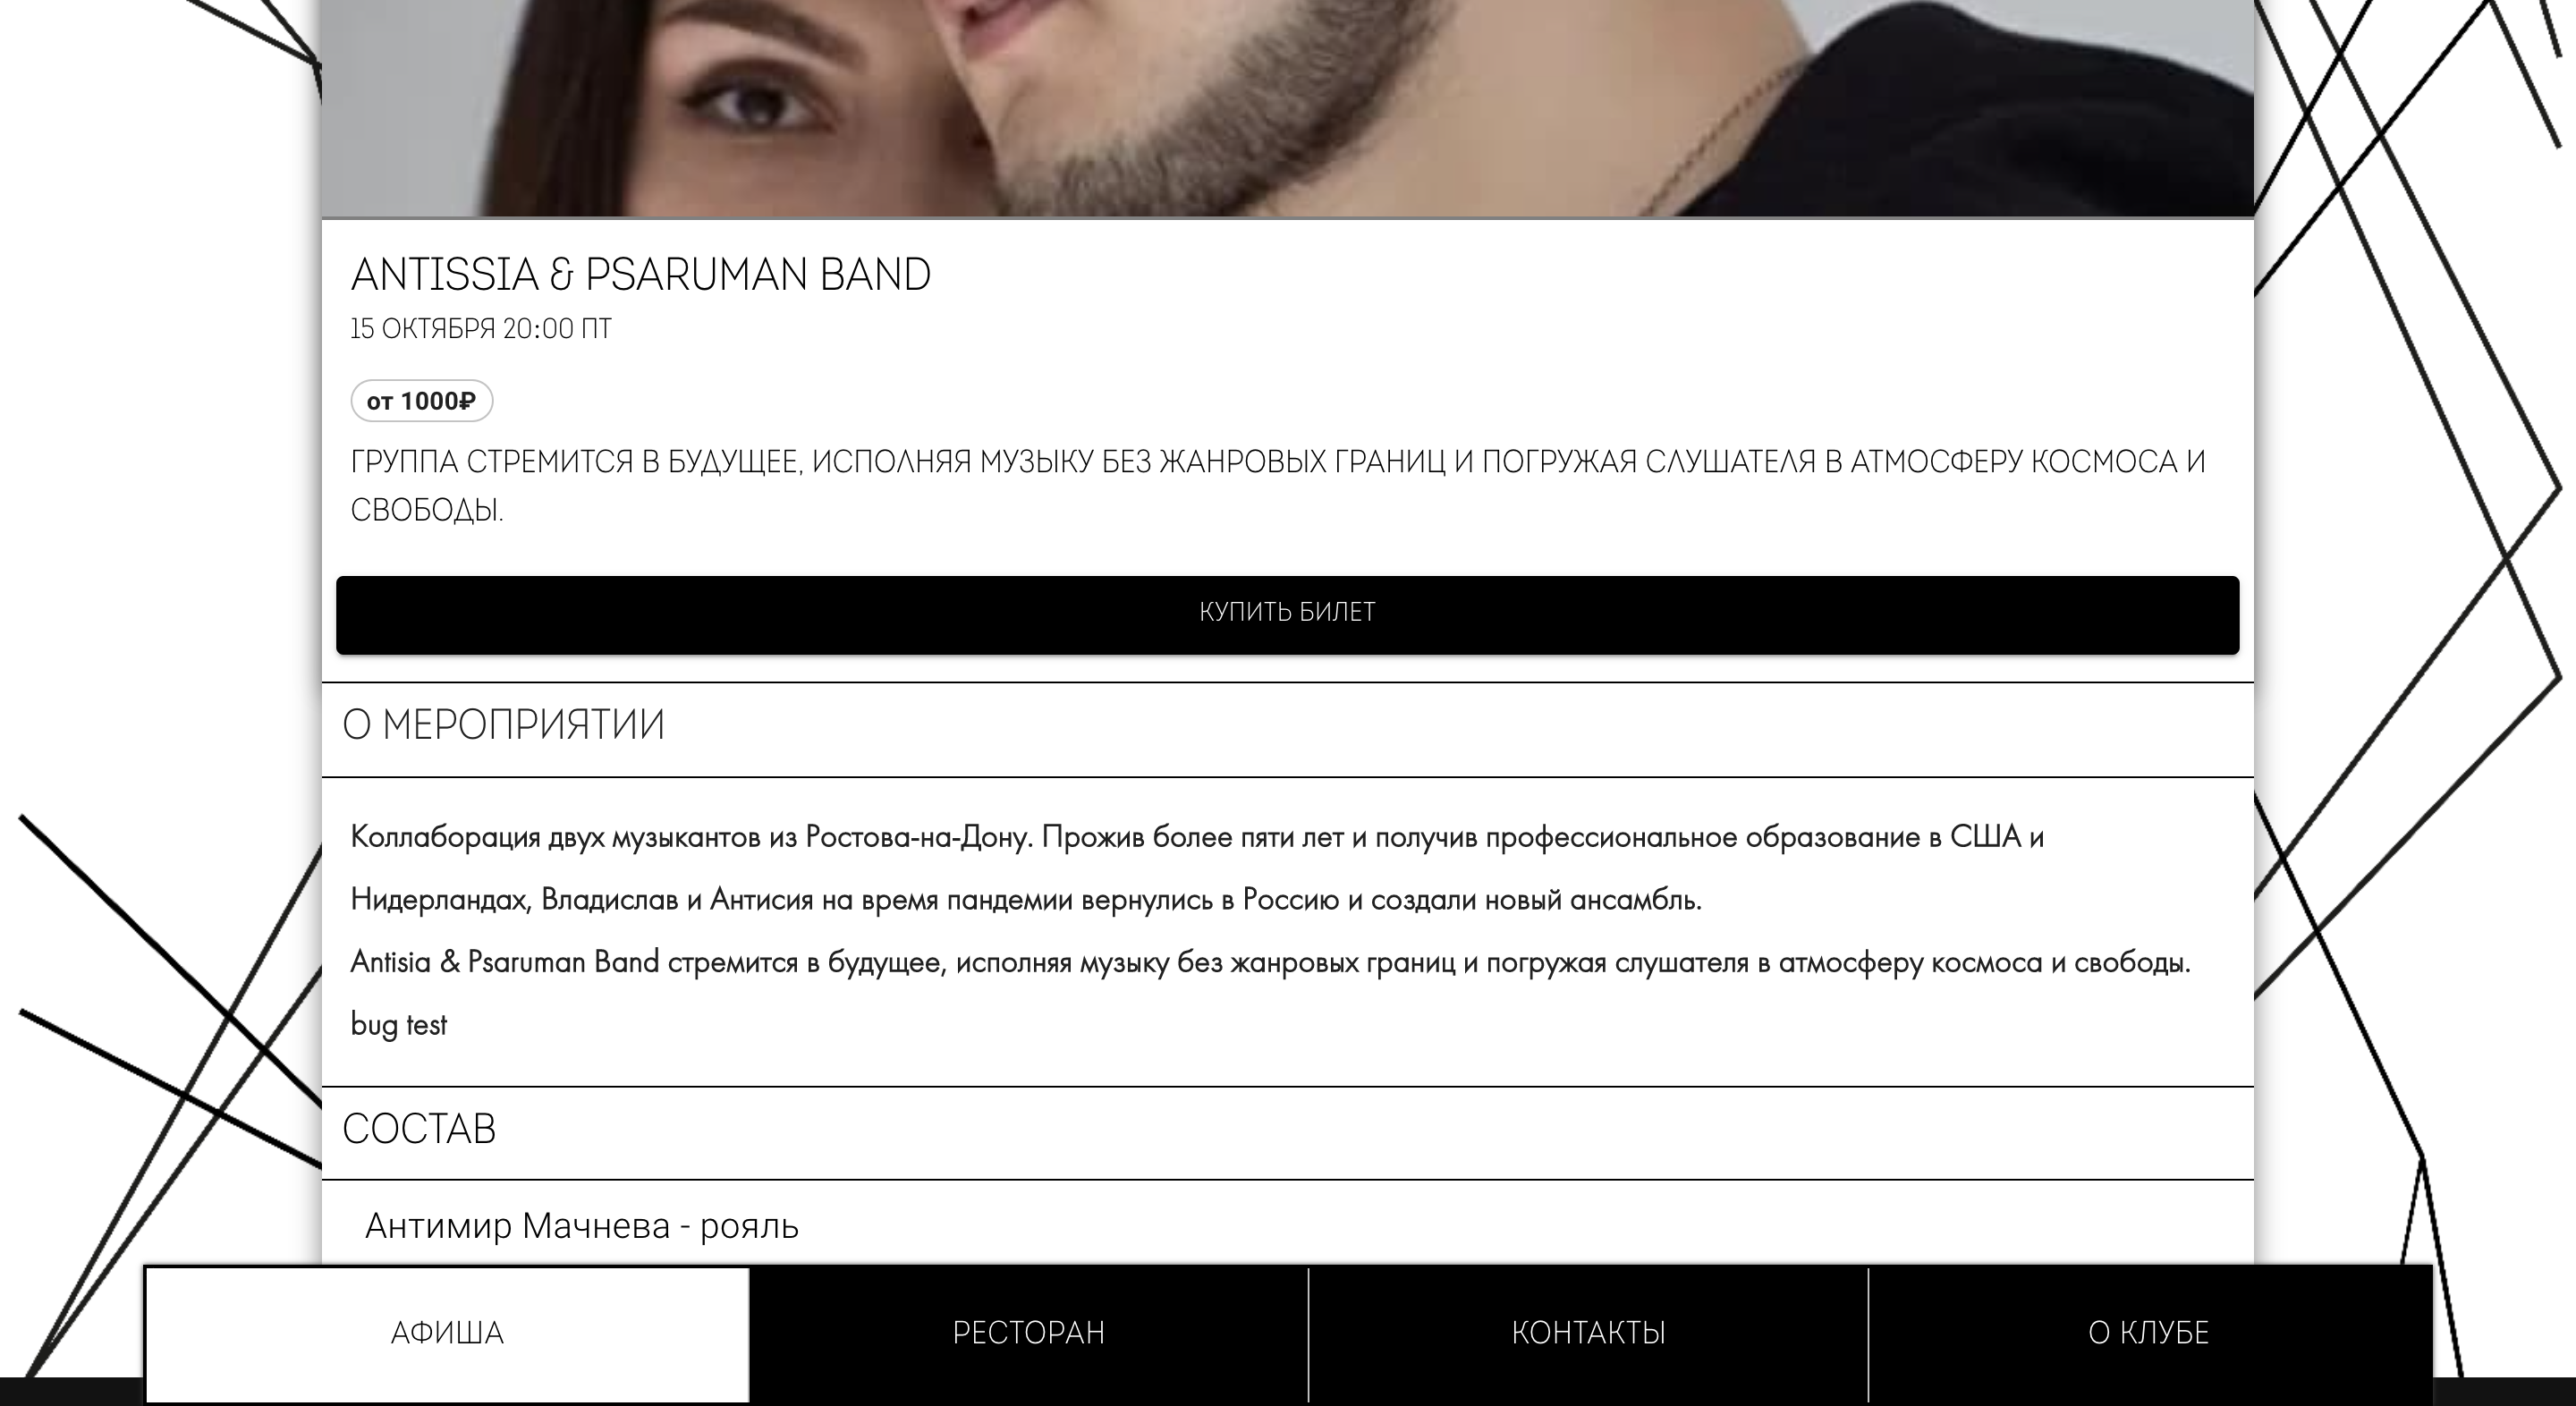 ANTISSIA & PSARUMAN BAND
15 ОКТЯБРЯ 20:00 ПТ
от 1000₽
ГРУППА СТРЕМИТСЯ В БУДУЩЕЕ, ИСПОЛНЯЯ МУЗЫКУ БЕЗ ЖАНРОВЫХ ГРАНИЦ И ПОГРУЖАЯ СЛУШАТЕЛЯ В АТМОСФЕРУ КОСМОСА И
СВОБОДЫ.
КУПИТЬ БИЛЕТ
О МЕРОПРИЯТИИ
Коллаборация двух музыкантов из Ростова-на-Дону. Прожив более пяти лет и получив профессиональное образование в США и
Нидерландах, Владислав и Антисия на время пандемии вернулись в Россию и создали новый ансамбль.
Antisia & Psaruman Band стремится в будущее, исполняя музыку без жанровых границ и погружая слушателя в атмосферу космоса и свободы.
bug test
СОСТАВ
Антимир Мачнева - рояль
АФИША
РЕСТОРАН
КОНТАКТЫ
О КЛУБЕ